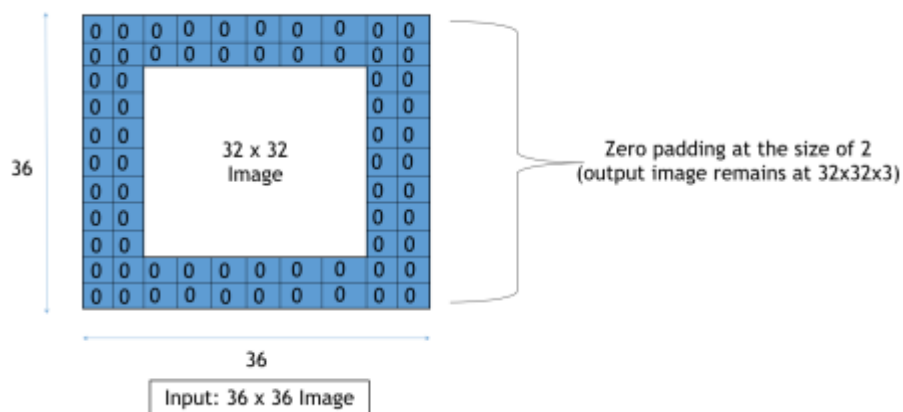 0 0 0 0 0 0 0 0 0 0
0 0 0 0 0 0 0 0 0 0
0 0 0 0
0 0 0 0
0 0 0 0
36
32 x 32
Image
0 0 0 0
0 0 0 0
0 0 0 0
0 0 0 0
0 0 0 0 0 0 0 0 0 0
0 0 0 0 0 0 0 0 0 0
Zero padding at the size of 2
(output image remains at 32x32x3)
36
Input: 36 x 36 Image